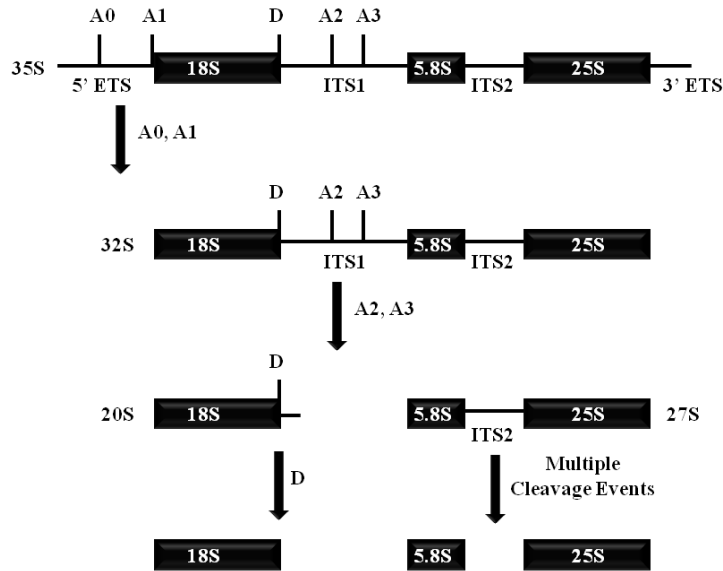 A0 A1 D A2 A3
35S 18S 5.8S 25S
5’ ETS ITS1 ITS2 3’ ETS
A0, A1
D A2 A3
32S 18S 5.8S 25S
ITS1 ITS2
A2, A3
D
20S 18S 5.8S 25S 27S
ITS2
D
Multiple
Cleavage Events
18S 5.8S 25S